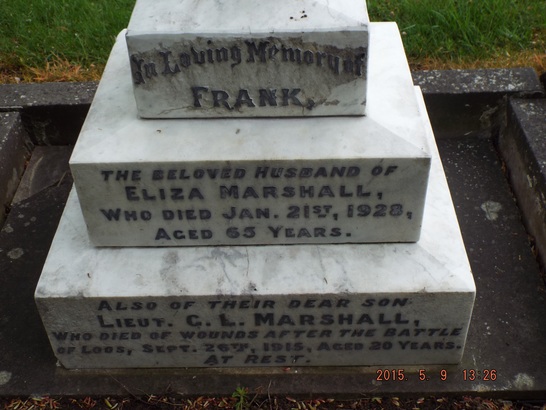 In Loving Memory of
FRANK,
THE BELOVED HUSBAND OF
ELIZA MARSHALL,
WHO DIED JAN. 21ST, 1928,
AGED 65 YEARS.
ALSO OF THEIR DEAR SON
LIEUT. C. L. MARSHALL,
WHO DIED OF WOUNDS AFTER THE BATTLE
OF LOOS, SEPT. 26TH, 1915, AGED 20 YEARS.
AT REST.
2015. 5. 9 13:26